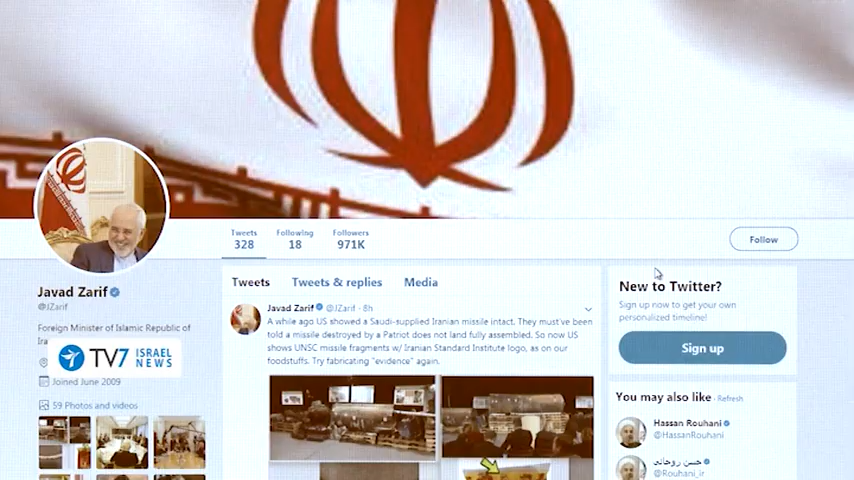 Tweets Following Followers
328 18 971K
Follow
Javad Zarif
@JZarif
Foreign Minister of Islamic Republic of
TV7 ISRAEL NEWS
Joined June 2009
59 Photos and videos
Tweets Tweets & replies Media
Javad Zarif @JZarif · 8h
A while ago US showed a Saudi-supplied Iranian missile intact. They must've been
told a missile destroyed by a Patriot does not land fully assembled. So now US
shows UNSC missile fragments w/ Iranian Standard Institute logo, as on our
foodstuffs. Try fabricating "evidence" again.
New to Twitter?
Sign up now to get your own
personalized timeline!
Sign up
You may also like · Refresh
Hassan Rouhani
@HassanRouhani
حسن روحانی
@Rouhani_ir